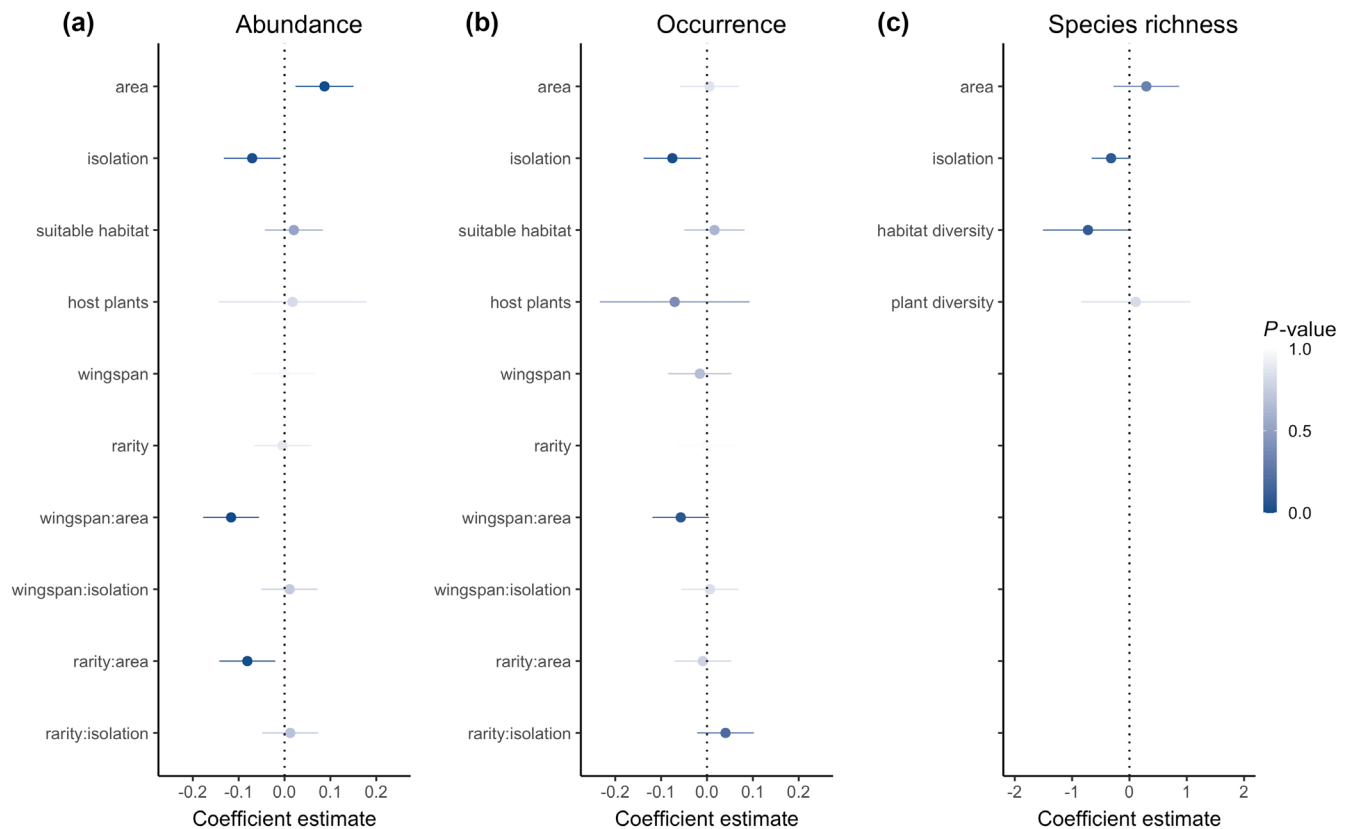 (a) Abundance
area
isolation
suitable habitat
host plants
wingspan
rarity
wingspan:area
wingspan:isolation
rarity:area
rarity:isolation
-0.2 -0.1 0.0 0.1 0.2
Coefficient estimate
(b) Occurrence
area
isolation
suitable habitat
host plants
wingspan
rarity
wingspan:area
wingspan:isolation
rarity:area
rarity:isolation
-0.2 -0.1 0.0 0.1 0.2
Coefficient estimate
(c) Species richness
area
isolation
habitat diversity
plant diversity
-2 -1 0 1 2
Coefficient estimate
P-value
1.0
0.5
0.0